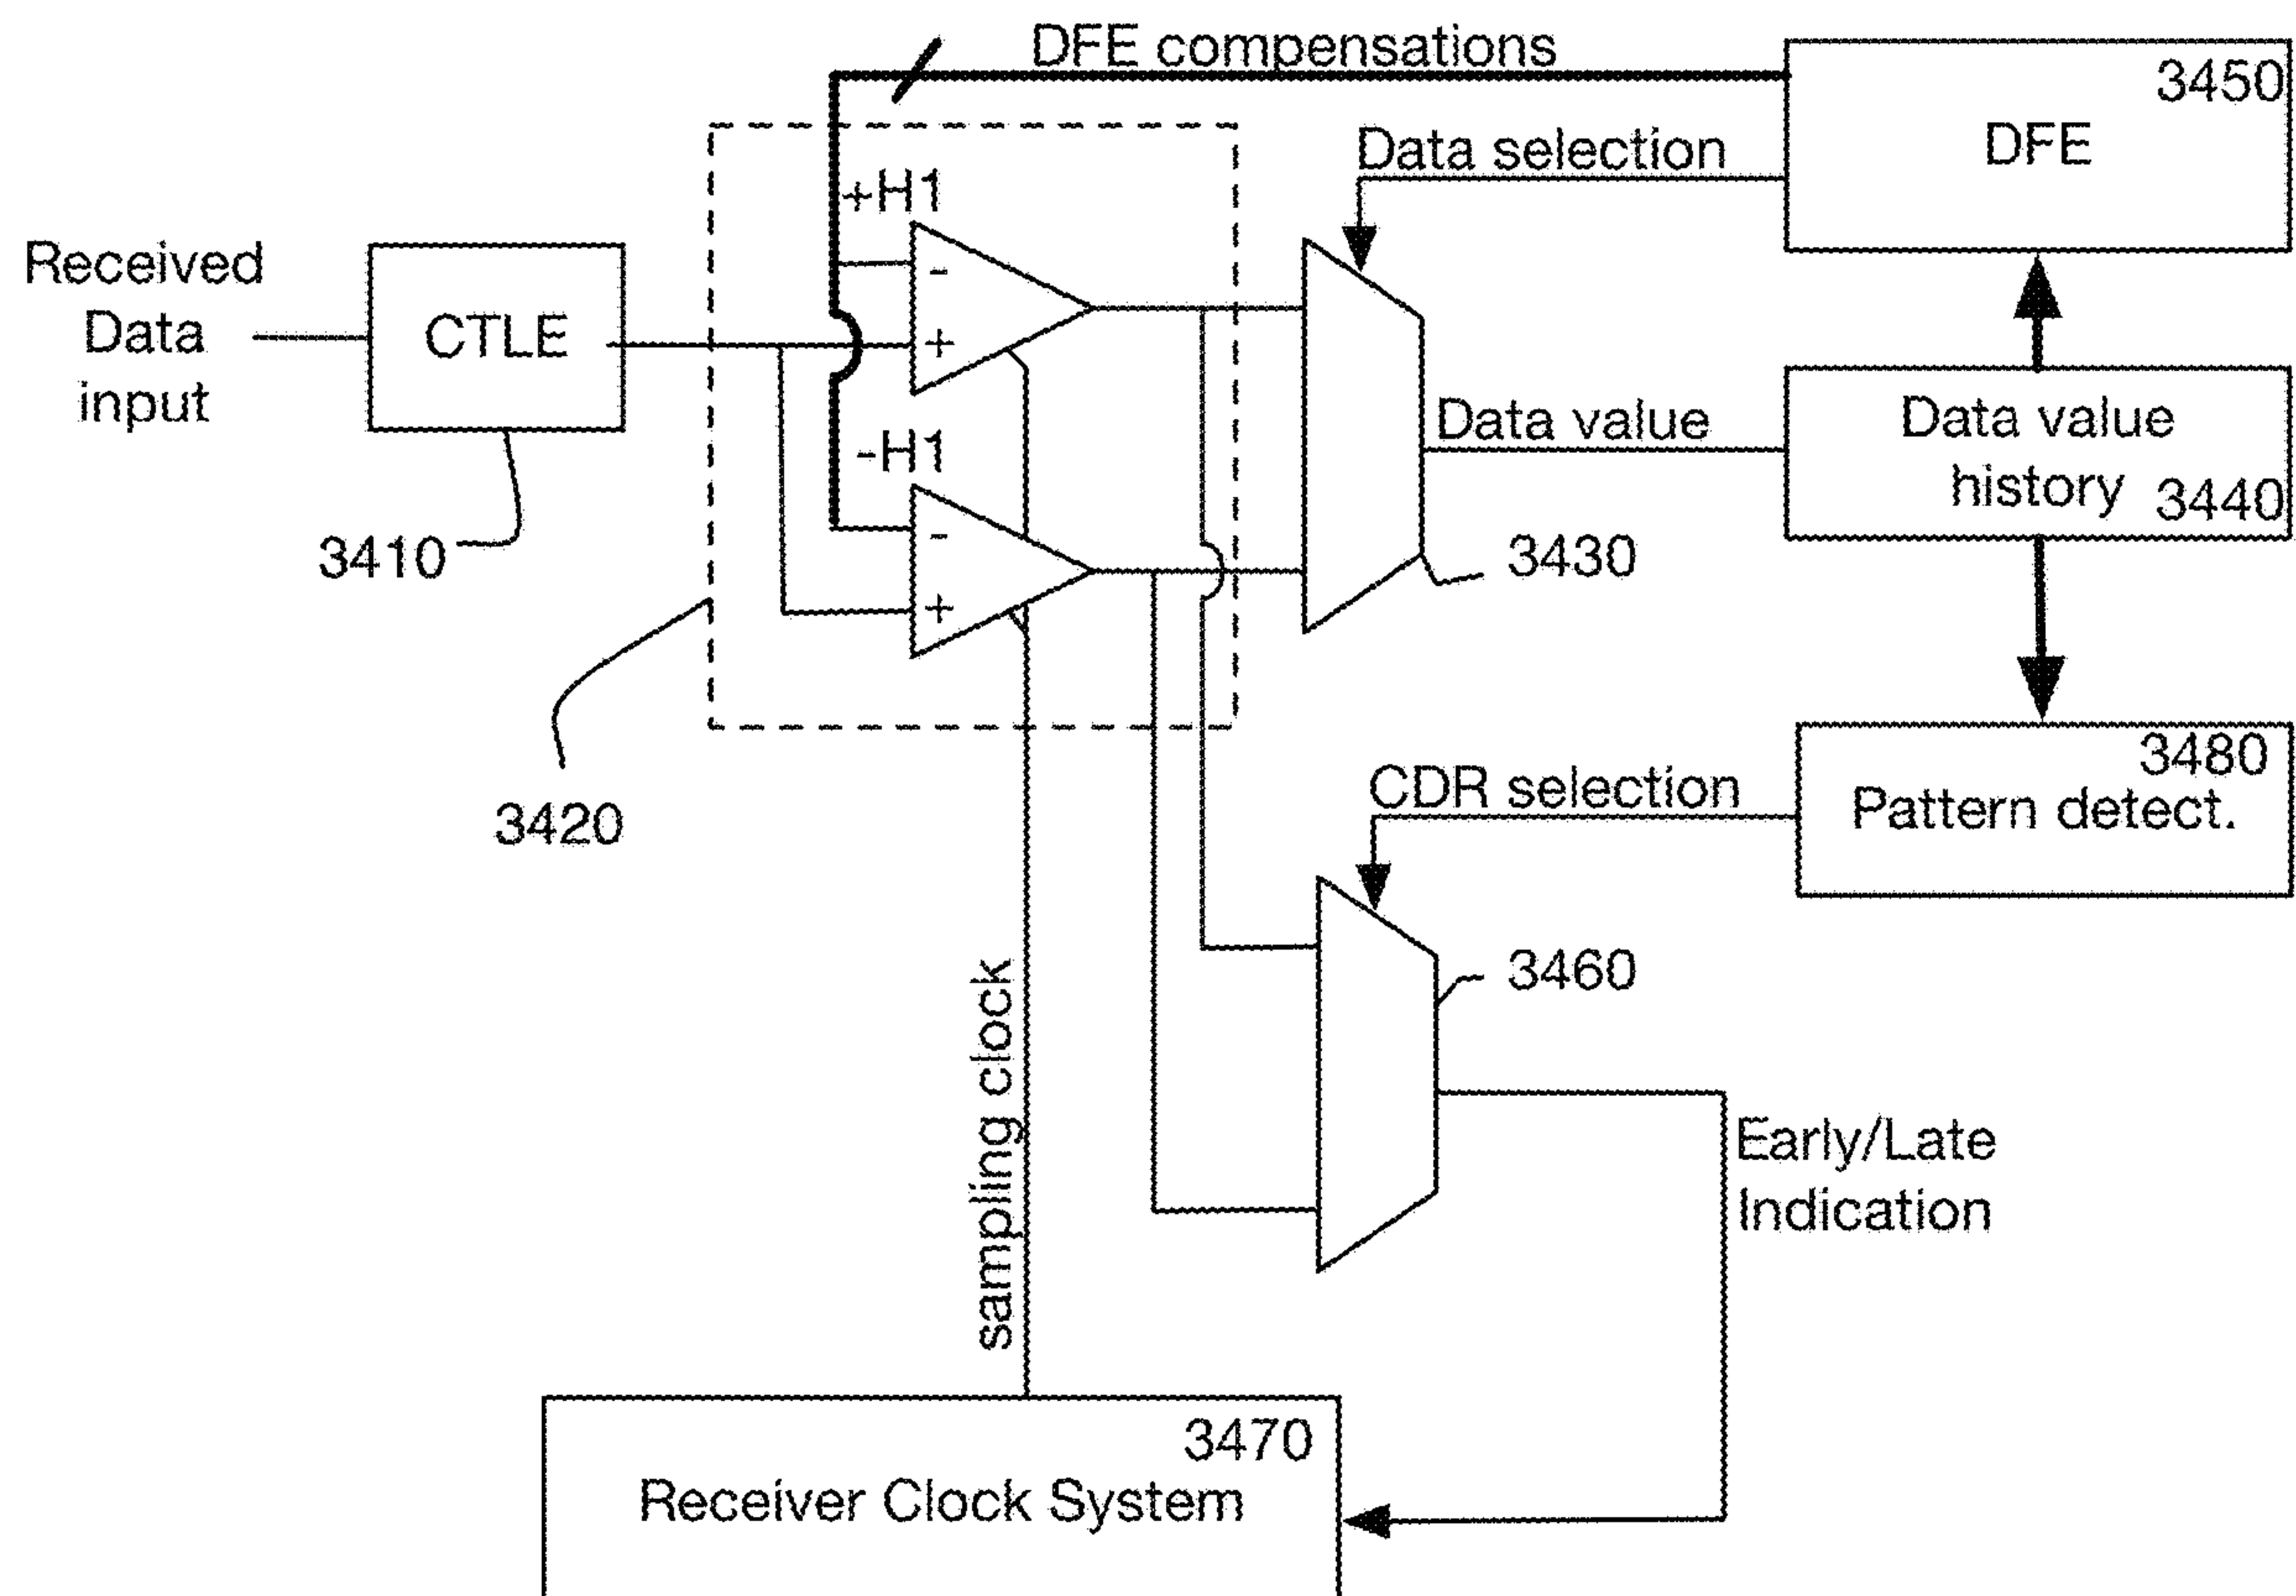 DFE compensations
3450
DFE
Data selection
+H1
-
+
Received
Data
input
CTLE
3410
-H1
-
+
3420
3430
Data value
Data value
history
3440
3480
Pattern detect.
CDR selection
3460
sampling clock
Early/Late
Indication
3470
Receiver Clock System